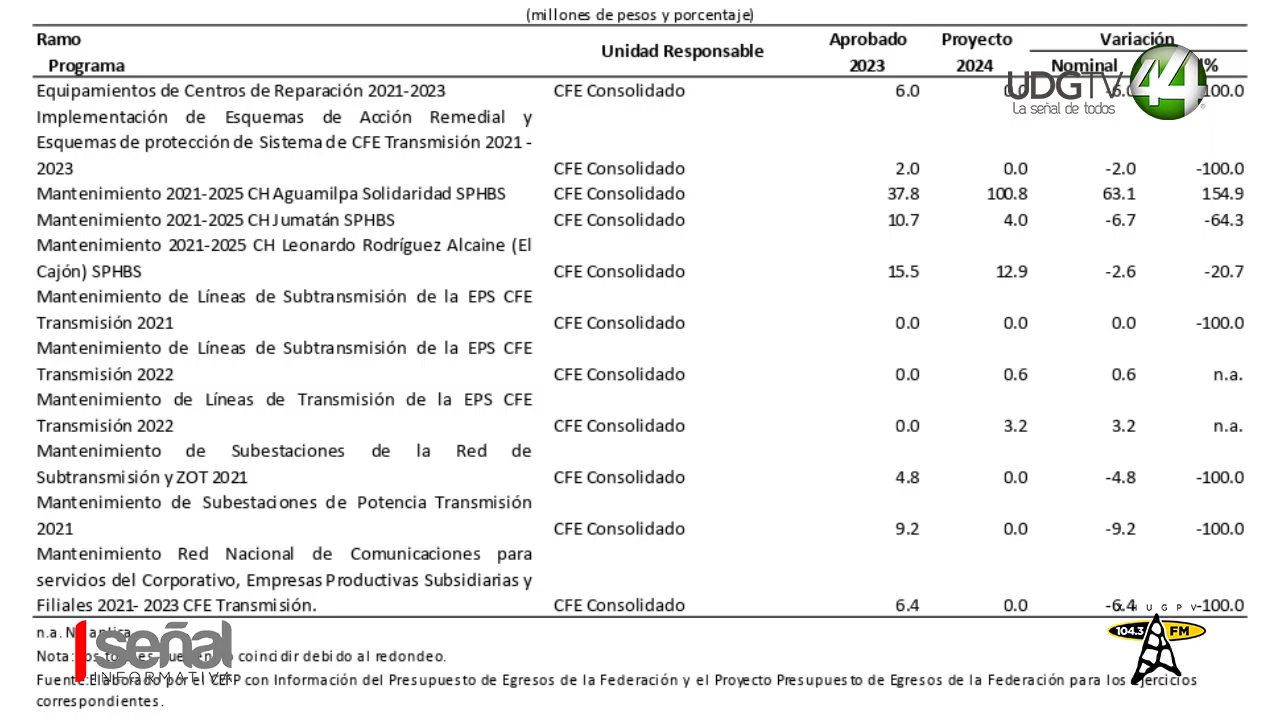 (millones de pesos y porcentaje)
Ramo Unidad Responsable Aprobado Proyecto Variación
Programa 2023 2024 Nominal %
UDGTV 44
La señal de todos
Equipamientos de Centros de Reparación 2021-2023 CFE Consolidado 6.0
Implementación de Esquemas de Acción Remedial y
Esquemas de protección de Sistema de CFE Transmisión 2021 -
2023 CFE Consolidado 2.0 0.0 -2.0 -100.0
Mantenimiento 2021-2025 CH Aguamilpa Solidaridad SPHBS CFE Consolidado 37.8 100.8 63.1 154.9
Mantenimiento 2021-2025 CH Jumatán SPHBS CFE Consolidado 10.7 4.0 -6.7 -64.3
Mantenimiento 2021-2025 CH Leonardo Rodríguez Alcaine (El
Cajón) SPHBS CFE Consolidado 15.5 12.9 -2.6 -20.7
Mantenimiento de Líneas de Subtransmisión de la EPS CFE
Transmisión 2021 CFE Consolidado 0.0 0.0 0.0 -100.0
Mantenimiento de Líneas de Subtransmisión de la EPS CFE
Transmisión 2022 CFE Consolidado 0.0 0.6 0.6 n.a.
Mantenimiento de Líneas de Transmisión de la EPS CFE
Transmisión 2022 CFE Consolidado 0.0 3.2 3.2 n.a.
Mantenimiento de Subestaciones de la Red de
Subtransmisión y ZOT 2021 CFE Consolidado 4.8 0.0 -4.8 -100.0
Mantenimiento de Subestaciones de Potencia Transmisión
2021 CFE Consolidado 9.2 0.0 -9.2 -100.0
Mantenimiento Red Nacional de Comunicaciones para
servicios del Corporativo, Empresas Productivas Subsidiarias y
Filiales 2021- 2023 CFE Transmisión. CFE Consolidado 6.4 0.0 -6.4 -100.0
XHUGPV
104.3 FM
n.a.
señal
INFORMATIVA
Nota: coincidir debido al redondeo.
Fuente: Elaborado por el CEFP con Información del Presupuesto de Egresos de la Federación y el Proyecto Presupuesto de Egresos de la Federación para los Ejercicios
correspondientes.